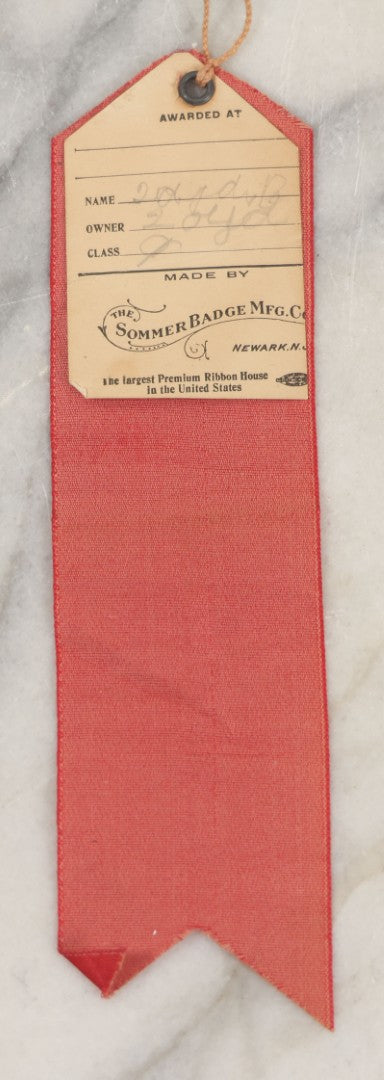 AWARDED AT
NAME
OWNER
CLASS
MADE BY
THE
SOMMER BADGE MFG. Co
NEWARK. N.J
The largest Premium Ribbon House
in the United States